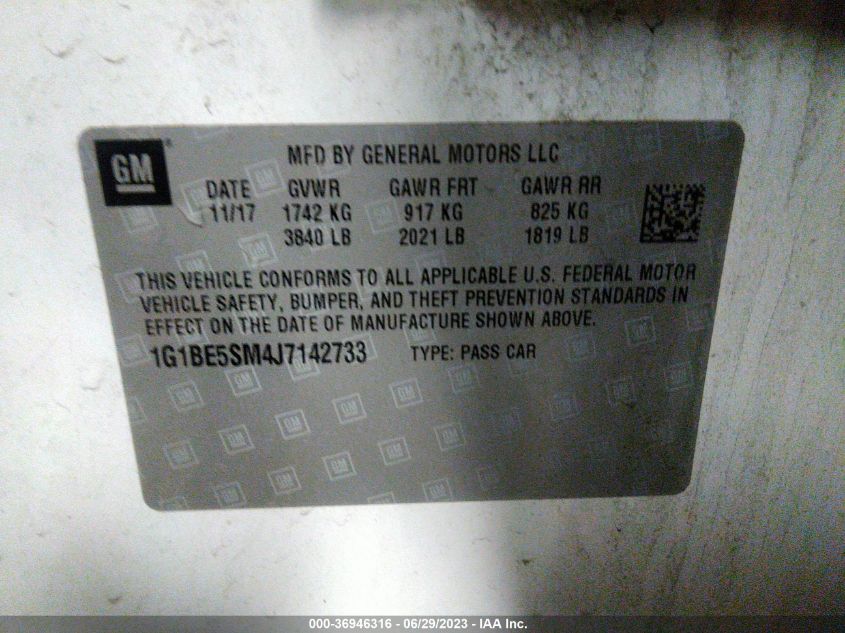 GM
MFD BY GENERAL MOTORS LLC
DATE GVWR GAWR FRT GAWR RR
11/17 1742 KG 917 KG 825 KG
3840 LB 2021 LB 1819 LB
THIS VEHICLE CONFORMS TO ALL APPLICABLE U.S. FEDERAL MOTOR
VEHICLE SAFETY, BUMPER, AND THEFT PREVENTION STANDARDS IN
EFFECT ON THE DATE OF MANUFACTURE SHOWN ABOVE.
1G1BE5SM4J7142733 TYPE: PASS CAR
000-36946316 - 06/29/2023 - IAA Inc.